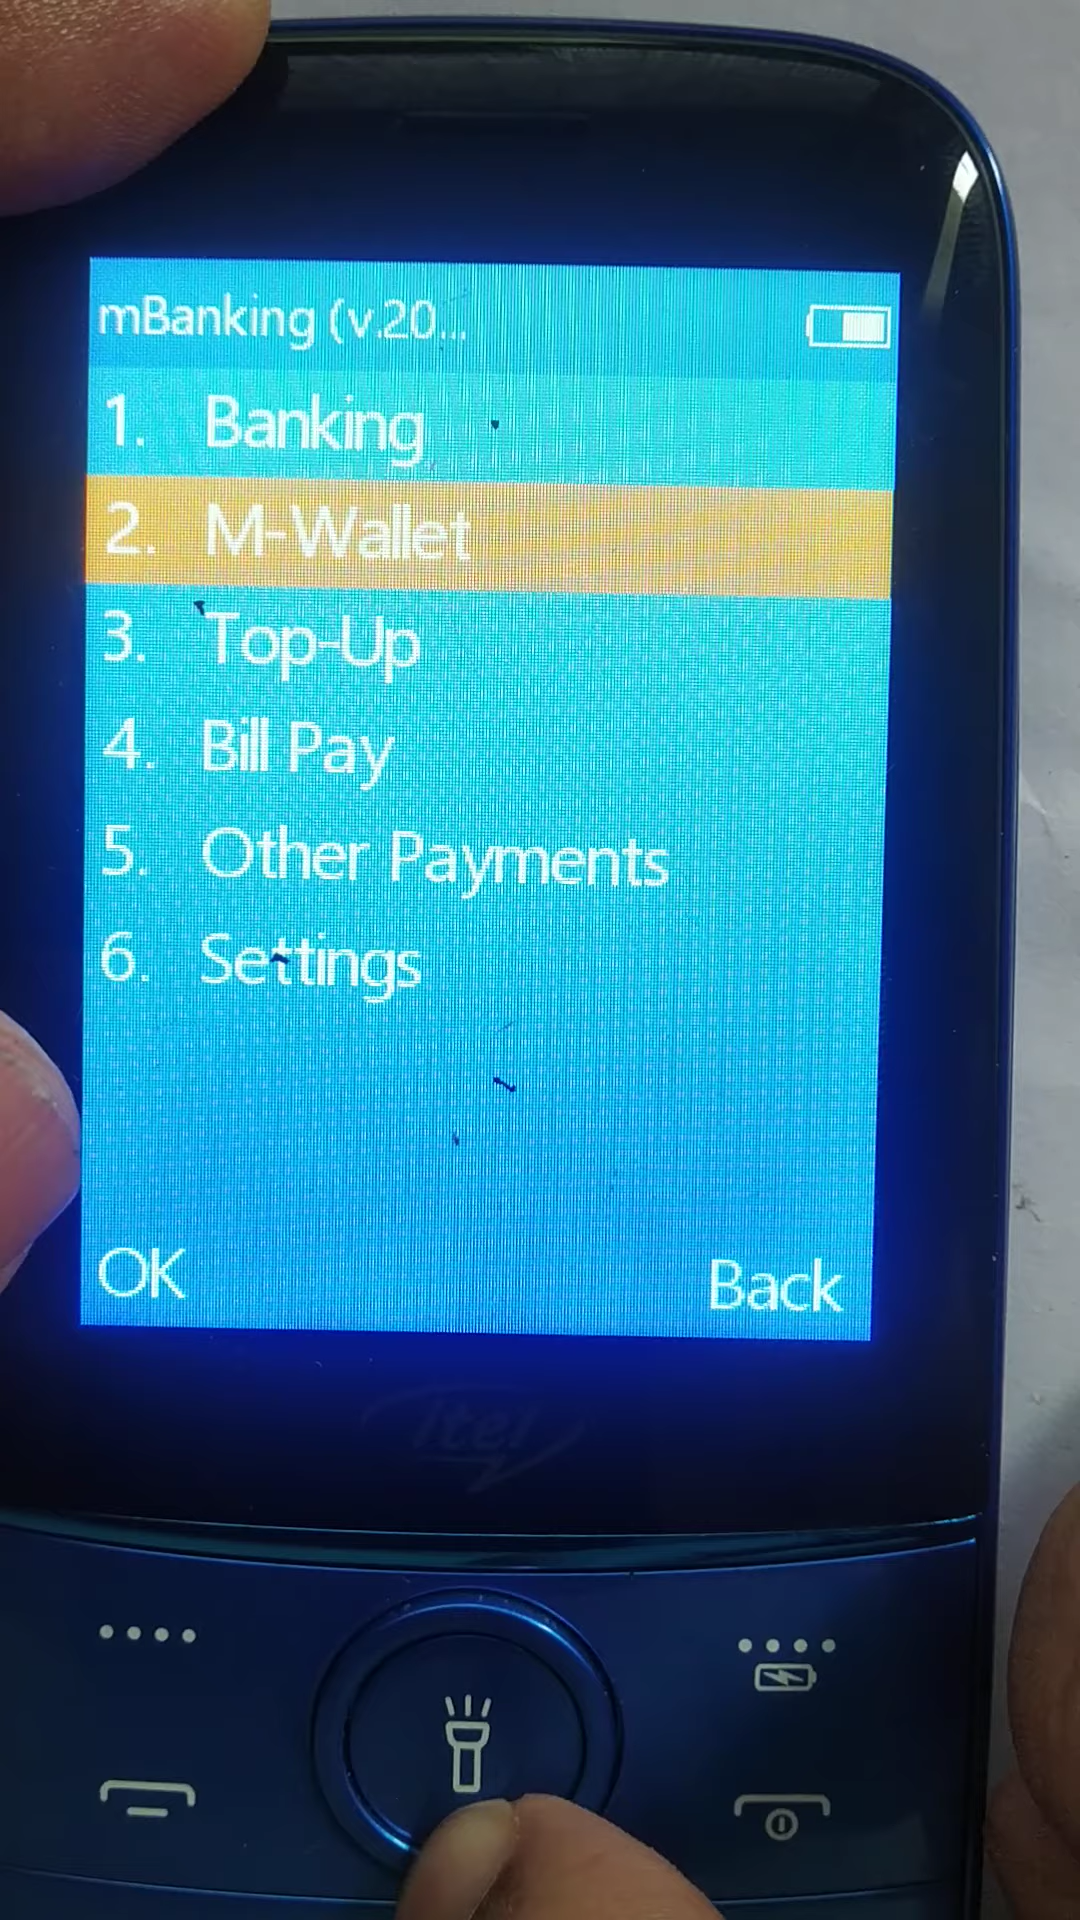 mBanking (v.20...
1. Banking
2. M-Wallet
3. Top-Up
4. Bill Pay
5. Other Payments
6. Settings
OK
Back
itel